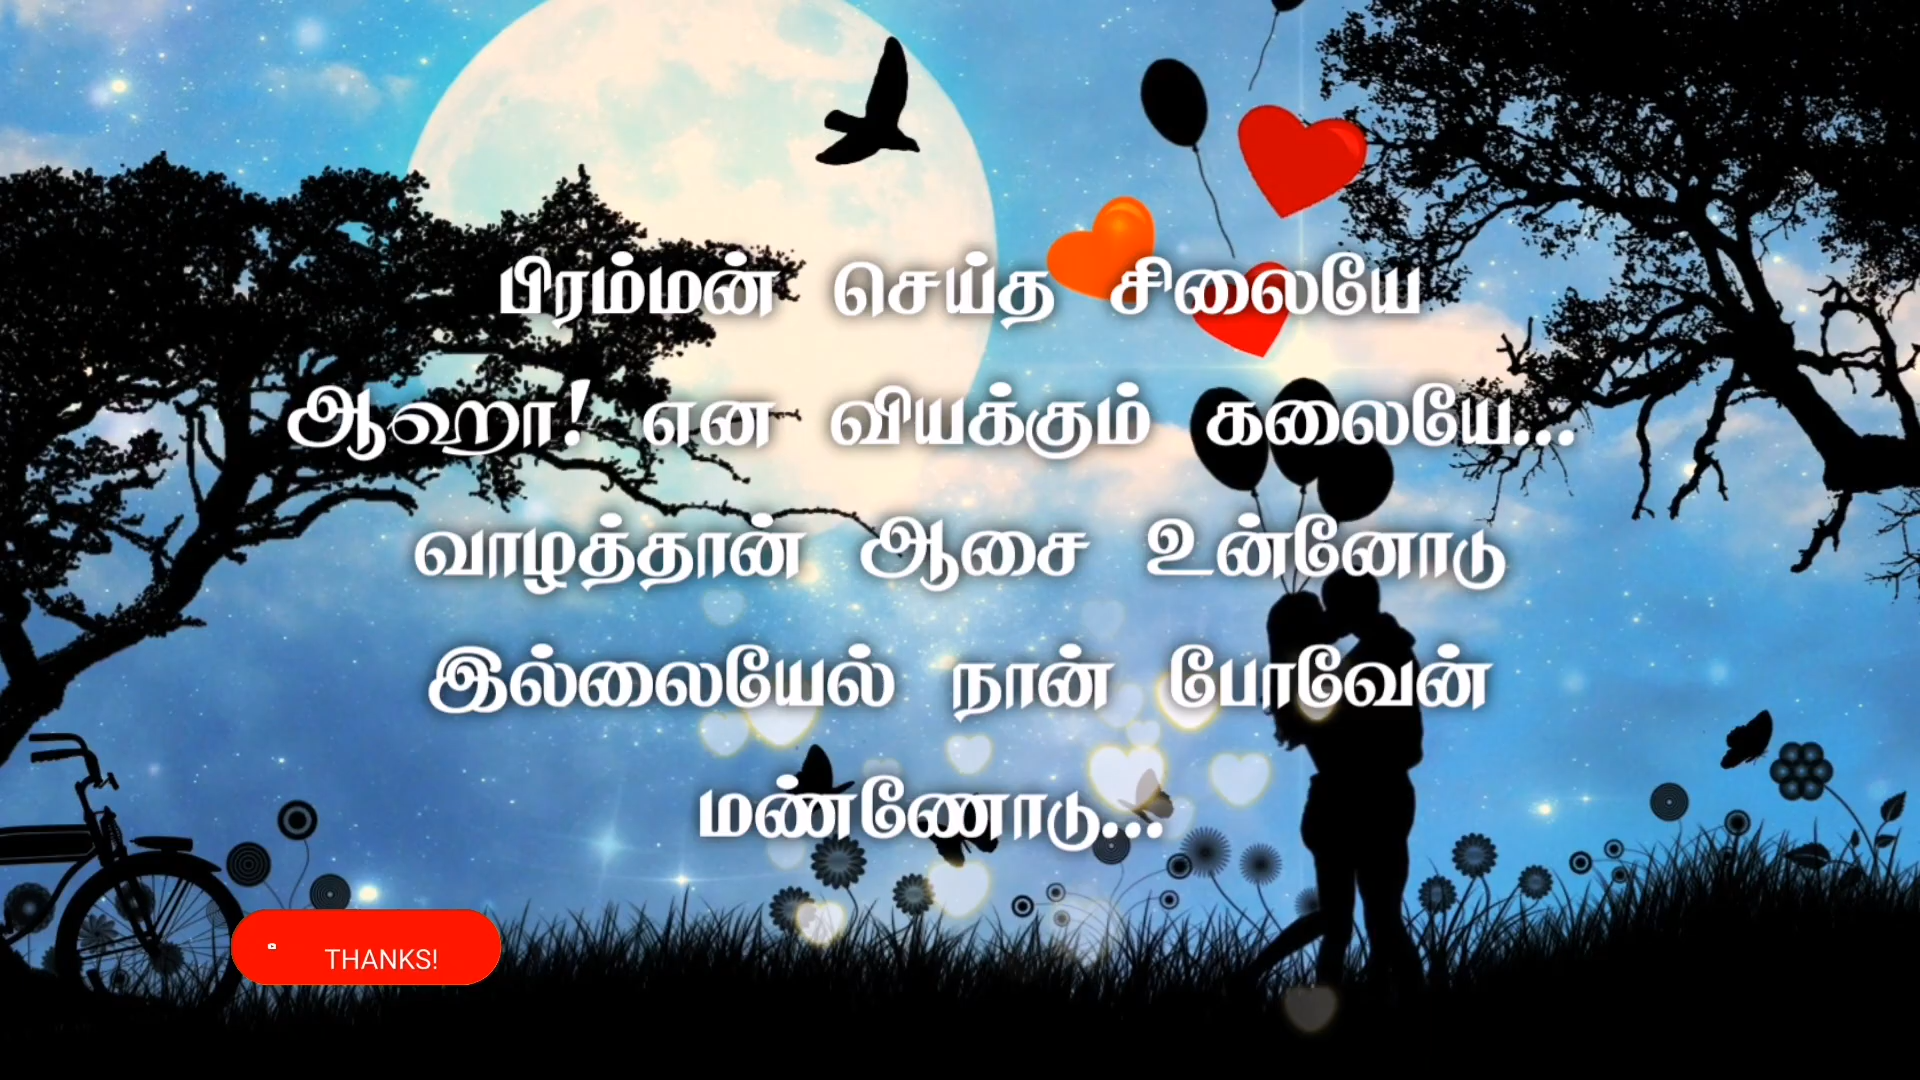 பிரம்மன் செய்த சிலையே
ஆஹா! என வியக்கும் கலையே...
வாழத்தான் ஆசை உன்னோடு
இல்லையேல் நான் போவேன்
மண்ணோடு...
THANKS!